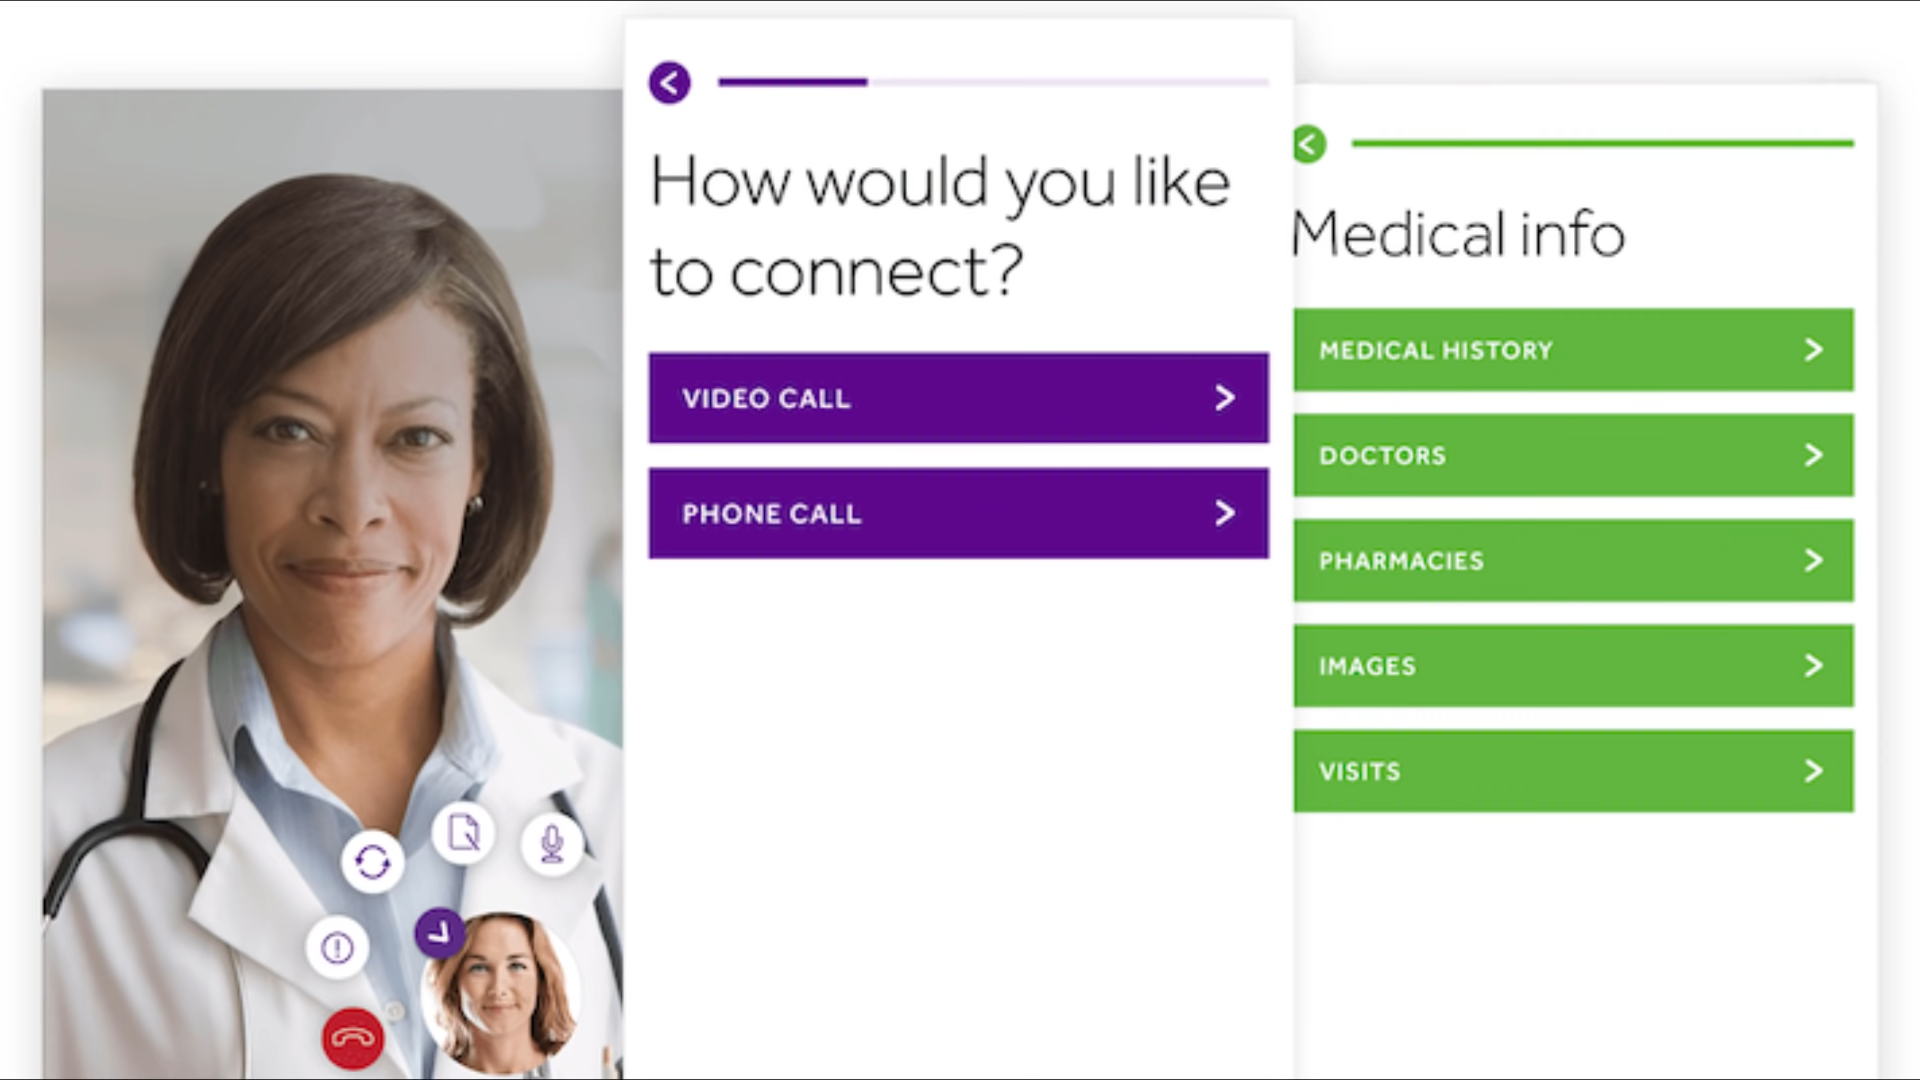 How would you like
to connect?
VIDEO CALL
PHONE CALL
Medical info
MEDICAL HISTORY
DOCTORS
PHARMACIES
IMAGES
VISITS